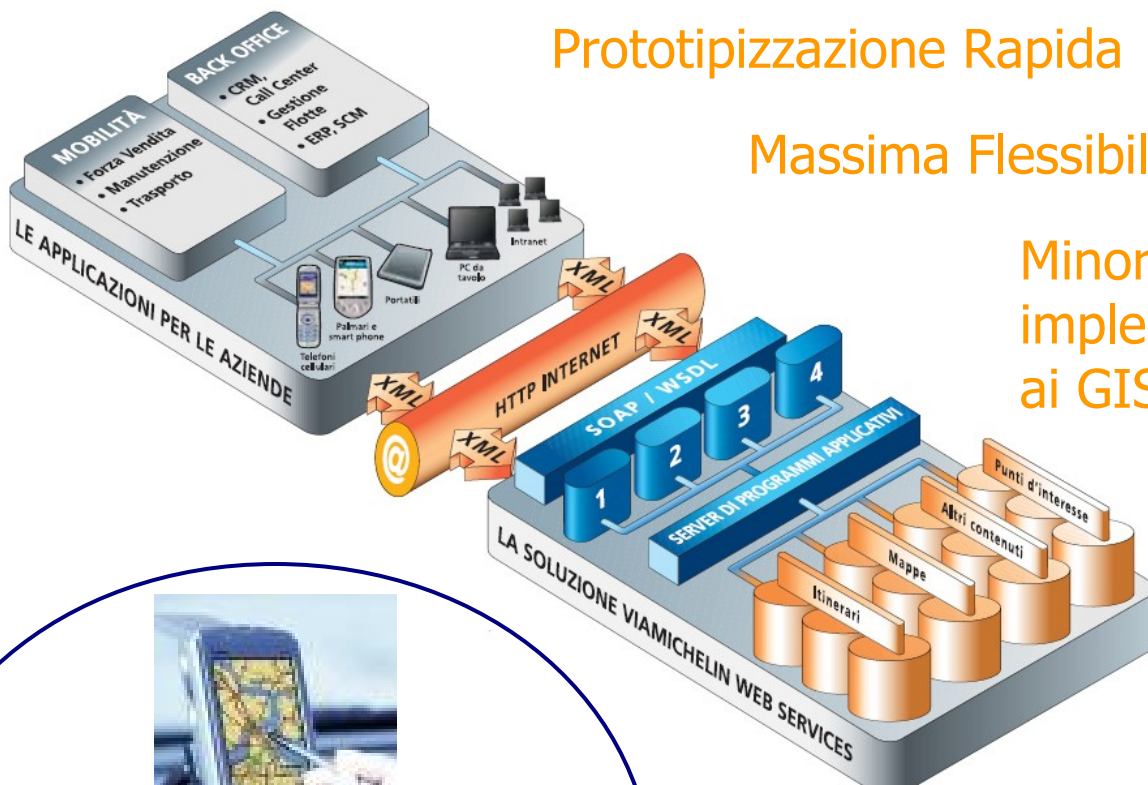 Prototipizzazione Rapida
Massima Flessibil
Minor
imple
ai GIS
BACK OFFICE
• CRM,
Call Center
• Gestione
Flotte
• ERP, SCM
MOBILITÀ
• Forza Vendita
• Manutenzione
• Trasporto
Intranet
PC da
tavolo
Portatili
Palmari e
smart phone
Telefoni
cellulari
LE APPLICAZIONI PER LE AZIENDE
XML
XML
HTTP INTERNET
XML
XML
@
SOAP / WSDL
1
2
3
4
SERVER DI PROGRAMMI APPLICATIVI
Punti d'interesse
Altri contenuti
Mappe
Itinerari
LA SOLUZIONE VIAMICHELIN WEB SERVICES